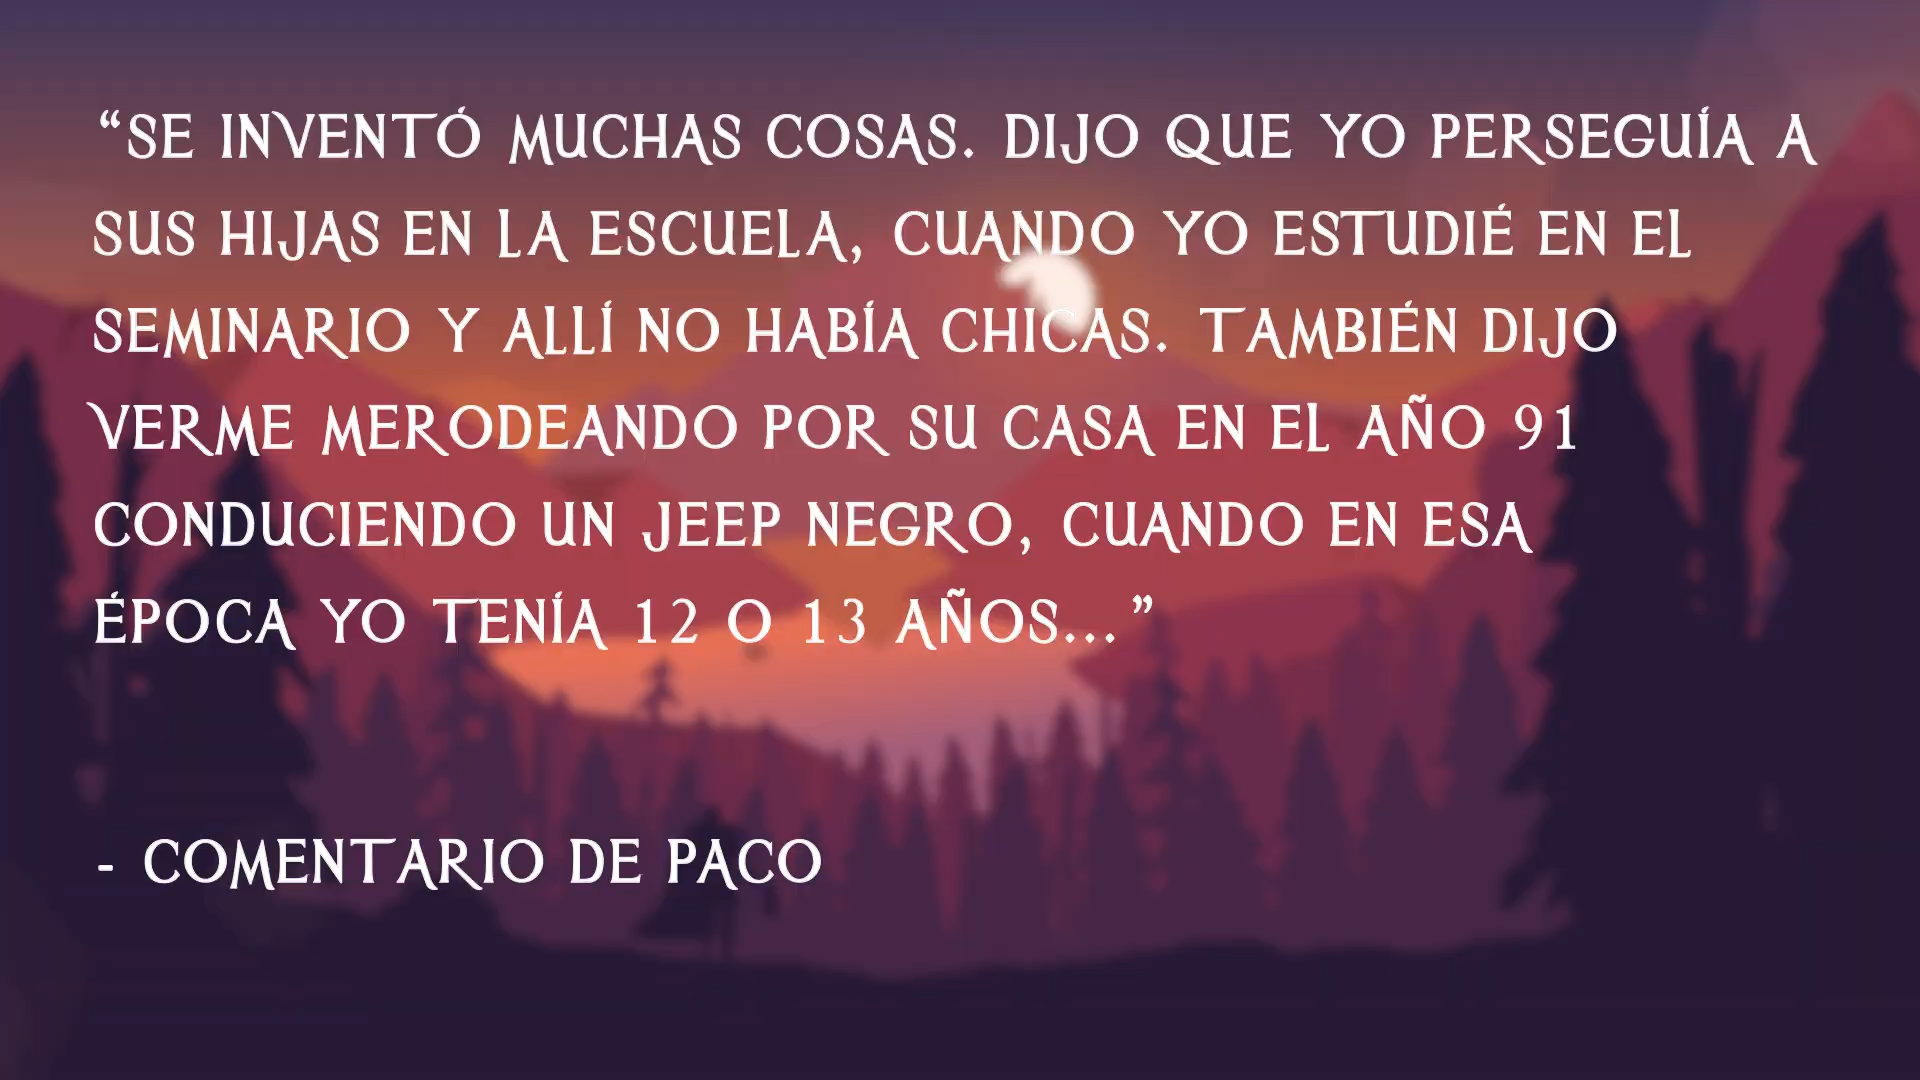 “SE INVENTÓ MUCHAS COSAS. DIJO QUE YO PERSEGUÍA A
SUS HIJAS EN LA ESCUELA, CUANDO YO ESTUDIÉ EN EL
SEMINARIO Y ALLÍ NO HABÍA CHICAS. TAMBIÉN DIJO
VERME MERODEANDO POR SU CASA EN EL AÑO 91
CONDUCIENDO UN JEEP NEGRO, CUANDO EN ESA
ÉPOCA YO TENÍA 12 O 13 AÑOS...”
- COMENTARIO DE PACO